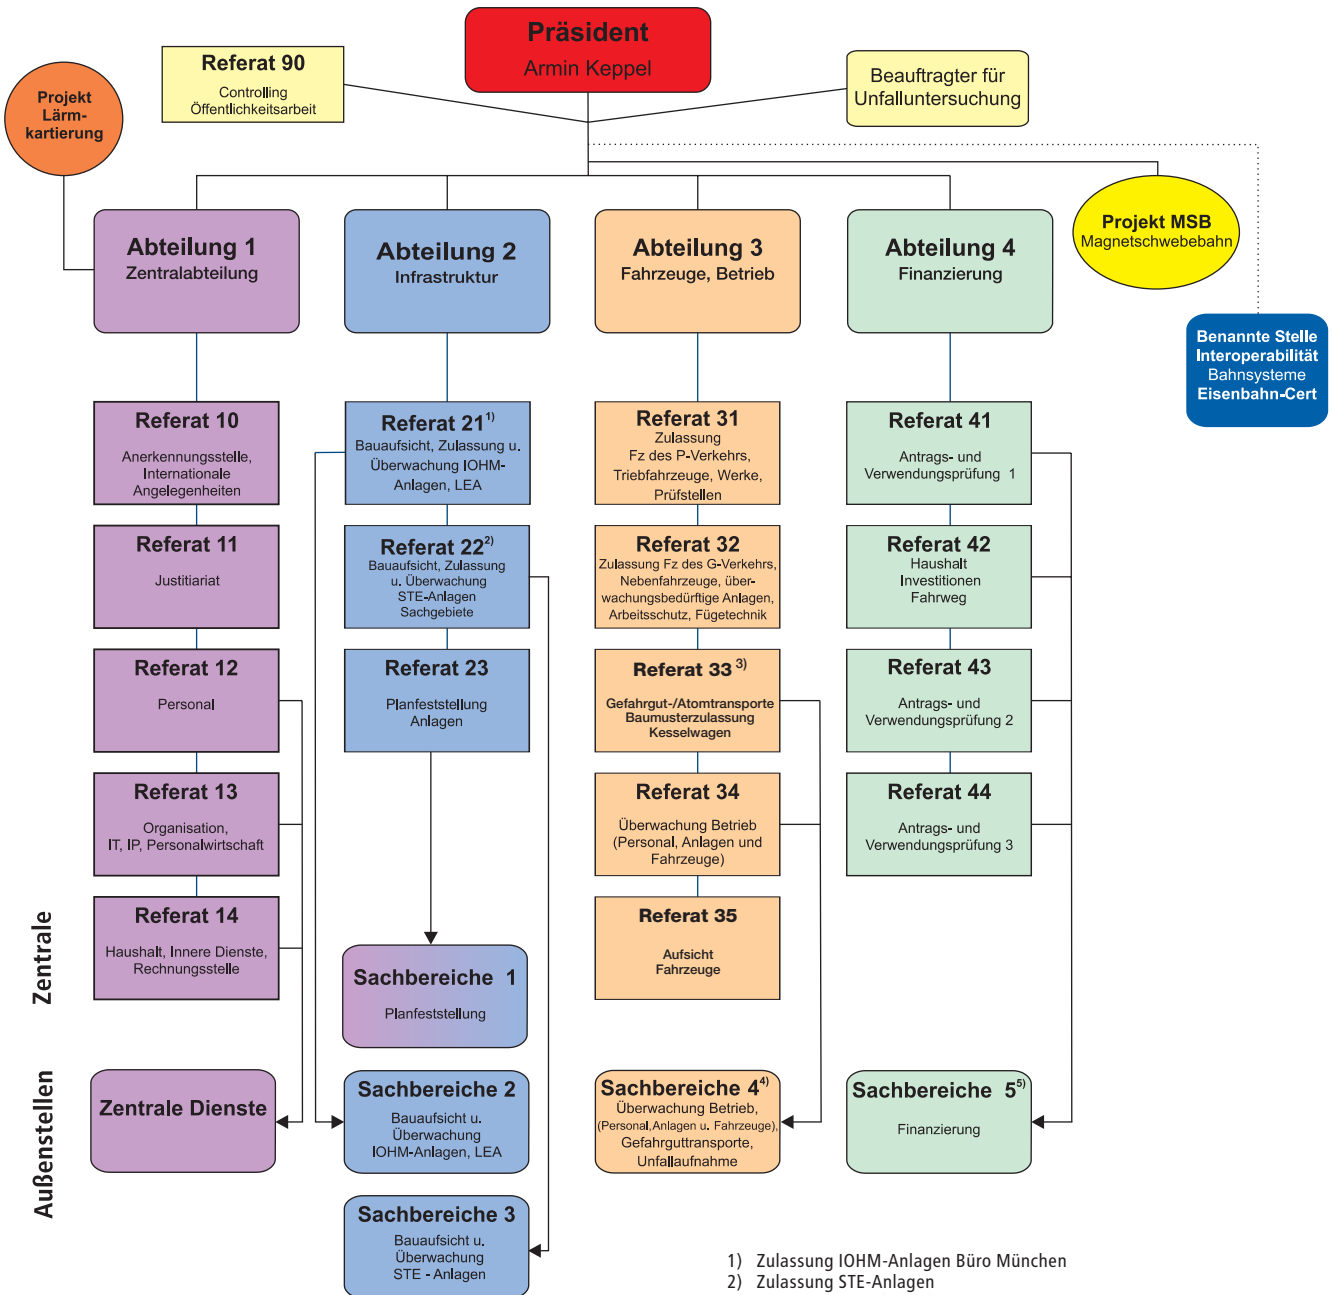 Präsident
Armin Keppel
Referat 90
Controlling
Öffentlichkeitsarbeit
Beauftragter für
Unfalluntersuchung
Projekt
Lärm-
kartierung
Abteilung 1
Zentralabteilung
Abteilung 2
Infrastruktur
Abteilung 3
Fahrzeuge, Betrieb
Abteilung 4
Finanzierung
Projekt MSB
Magnetschwebebahn
Benannte Stelle
Interoperabilität
Bahnsysteme
Eisenbahn-Cert
Referat 10
Anerkennungsstelle,
Internationale
Angelegenheiten
Referat 21 1)
Bauaufsicht, Zulassung u.
Überwachung IOHM-
Anlagen, LEA
Referat 31
Zulassung
Fz des P-Verkehrs,
Triebfahrzeuge, Werke,
Prüfstellen
Referat 41
Antrags- und
Verwendungsprüfung 1
Referat 11
Justitiariat
Referat 22 2)
Bauaufsicht, Zulassung
u. Überwachung
STE-Anlagen
Sachgebiete
Referat 32
Zulassung Fz des G-Verkehrs,
Nebenfahrzeuge, über-
wachungsbedürftige Anlagen,
Arbeitsschutz, Fügetechnik
Referat 42
Haushalt
Investitionen
Fahrweg
Referat 12
Personal
Referat 23
Planfeststellung
Anlagen
Referat 33 3)
Gefahrgut-/Atomtransporte
Baumusterzulassung
Kesselwagen
Referat 43
Antrags- und
Verwendungsprüfung 2
Referat 13
Organisation,
IT, IP, Personalwirtschaft
Referat 34
Überwachung Betrieb
(Personal, Anlagen und
Fahrzeuge)
Referat 44
Antrags- und
Verwendungsprüfung 3
Referat 14
Haushalt, Innere Dienste,
Rechnungsstelle
Referat 35
Aufsicht
Fahrzeuge
Zentrale
Sachbereiche 1
Planfeststellung
Außenstellen
Zentrale Dienste
Sachbereiche 2
Bauaufsicht u.
Überwachung
IOHM-Anlagen, LEA
Sachbereiche 4 4)
Überwachung Betrieb,
(Personal,Anlagen u. Fahrzeuge),
Gefahrguttransporte,
Unfallaufnahme
Sachbereiche 5 5)
Finanzierung
Sachbereiche 3
Bauaufsicht u.
Überwachung
STE - Anlagen
1) Zulassung IOHM-Anlagen Büro München
2) Zulassung STE-Anlagen